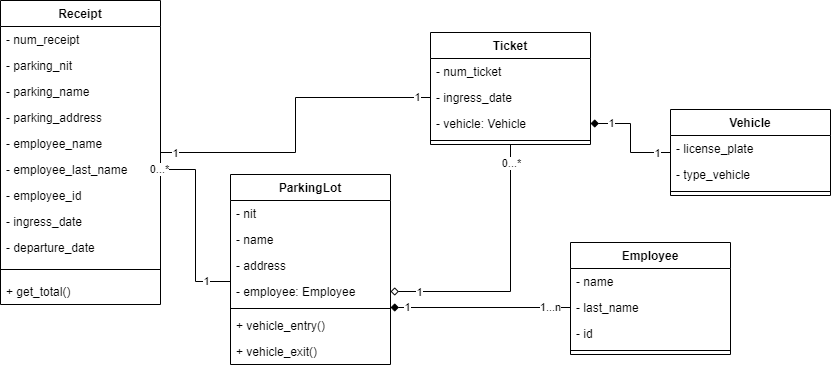 Receipt
- num_receipt
- parking_nit
- parking_name
- parking_address
- employee_name
- employee_last_name
- employee_id
- ingress_date
- departure_date
+ get_total()
1
1
0...*
1
Ticket
- num_ticket
- ingress_date
- vehicle: Vehicle
1
1
0...*
Vehicle
- license_plate
- type_vehicle
ParkingLot
- nit
- name
- address
- employee: Employee
+ vehicle_entry()
+ vehicle_exit()
1
1
1...n
Employee
- name
- last_name
- id